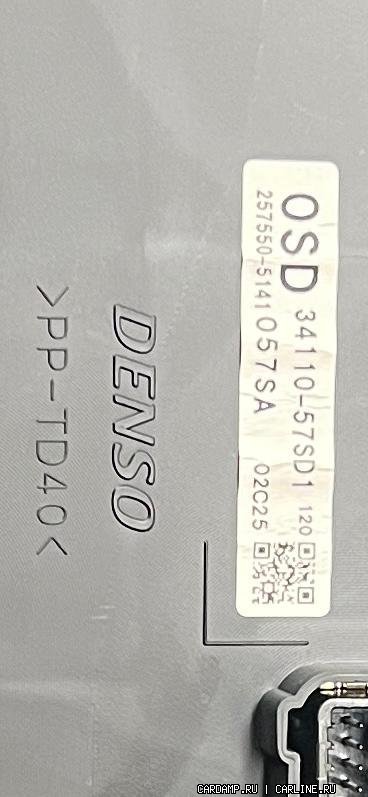 OSD 34110-57SD1 120
257550-5141 057SA 02C25
DENSO
>PP-TD40<
CARDAMP.RU | CARLINE.RU